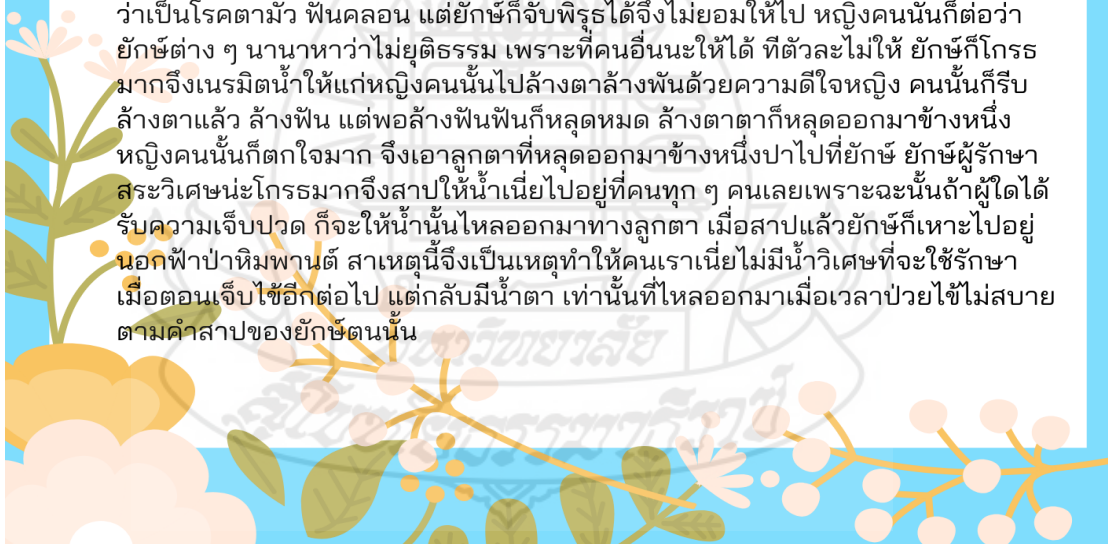 ว่าเป็นโรคตามัว ฟันคลอน แต่ยักษ์ก็จับพิรุธได้จึงไม่ยอมให้ไป หญิงคนนั้นก็ต่อว่า
ยักษ์ต่าง ๆ นานาหาว่าไม่ยุติธรรม เพราะที่คนอื่นนะให้ได้ ทีตัวละไม่ให้ ยักษ์ก็โกรธ
มากจึงเนรมิตน้ำให้แก่หญิงคนนั้นไปล้างตาล้างพันด้วยความดีใจหญิง คนนั้นก็รีบ
ล้างตาแล้ว ล้างฟัน แต่พอล้างฟันฟันก็หลุดหมด ล้างตาตาก็หลุดออกมาข้างหนึ่ง
หญิงคนนั้นก็ตกใจมาก จึงเอาลูกตาที่หลุดออกมาข้างหนึ่งปาไปที่ยักษ์ ยักษ์ผู้รักษา
สระวิเศษน่ะโกรธมากจึงสาปให้น้ำเนี่ยไปอยู่ที่คนทุก ๆ คนเลยเพราะฉะนั้นถ้าผู้ใดได้
รับความเจ็บปวด ก็จะให้น้ำนั้นไหลออกมาทางลูกตา เมื่อสาปแล้วยักษ์ก็เหาะไปอยู่
นอกฟ้าป่าหิมพานต์ สาเหตุนี้จึงเป็นเหตุทำให้คนเราเนี่ยไม่มีน้ำวิเศษที่จะใช้รักษา
เมื่อตอนเจ็บไข้อีกต่อไป แต่กลับมีน้ำตา เท่านั้นที่ไหลออกมาเมื่อเวลาป่วยไข้ไม่สบาย
ตามคำสาปของยักษ์ตนนั้น
มหาวิทยาลัย
สุโขทัยธรรมาธิราช